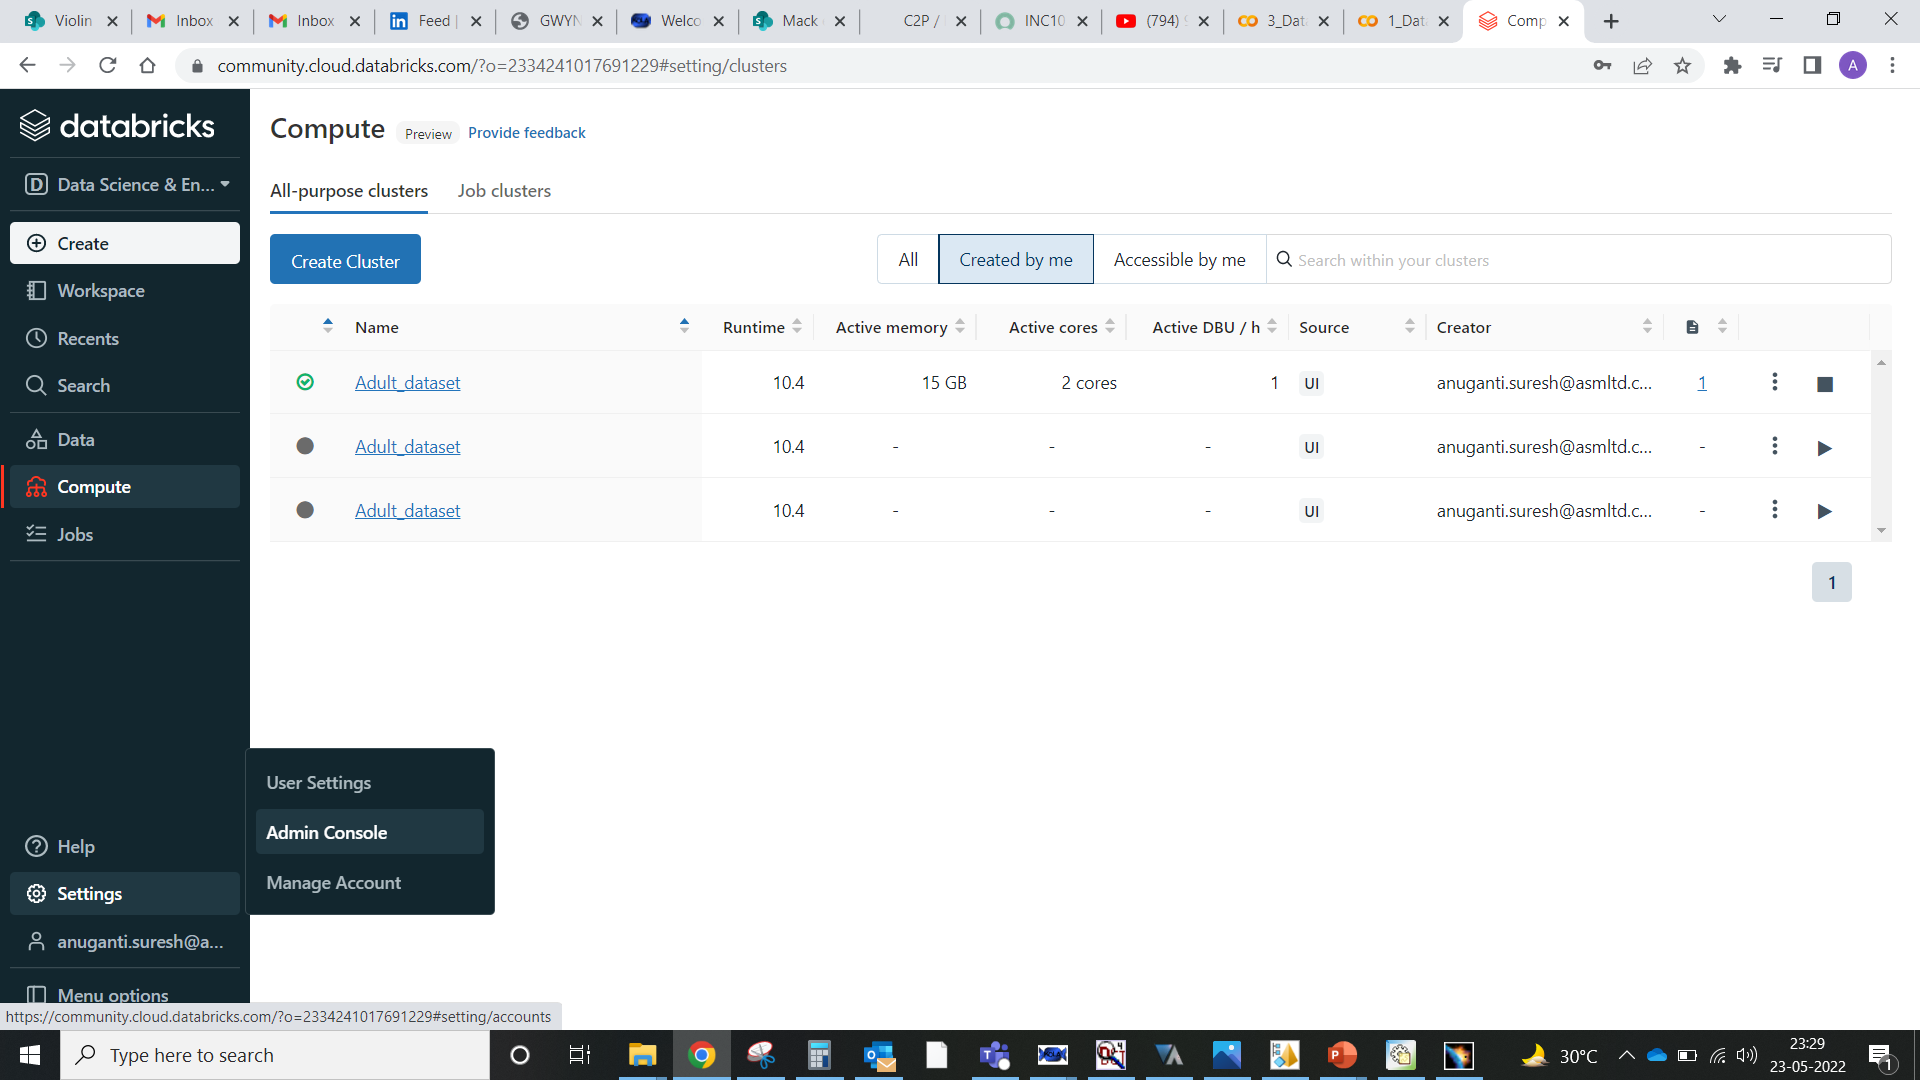 Violin
Inbox
Inbox
Feed
GWYN
Welco
Mack
C2P /
INC10
(794)
3_Dat
1_Dat
Comp
community.cloud.databricks.com/?o=2334241017691229#setting/clusters
A
databricks
D Data Science & En...
Create
Workspace
Recents
Search
Data
Compute
Jobs
Help
Settings
anuganti.suresh@a...
Menu options
Compute Preview Provide feedback
All-purpose clusters Job clusters
Create Cluster
All Created by me Accessible by me Search within your clusters
Name Runtime Active memory Active cores Active DBU / h Source Creator
Adult_dataset 10.4 15 GB 2 cores 1 UI anuganti.suresh@asmltd.c... 1
Adult_dataset 10.4 - - - UI anuganti.suresh@asmltd.c... -
Adult_dataset 10.4 - - - UI anuganti.suresh@asmltd.c... -
1
User Settings
Admin Console
Manage Account
https://community.cloud.databricks.com/?o=2334241017691229#setting/accounts
Type here to search
30°C
23:29
23-05-2022
1